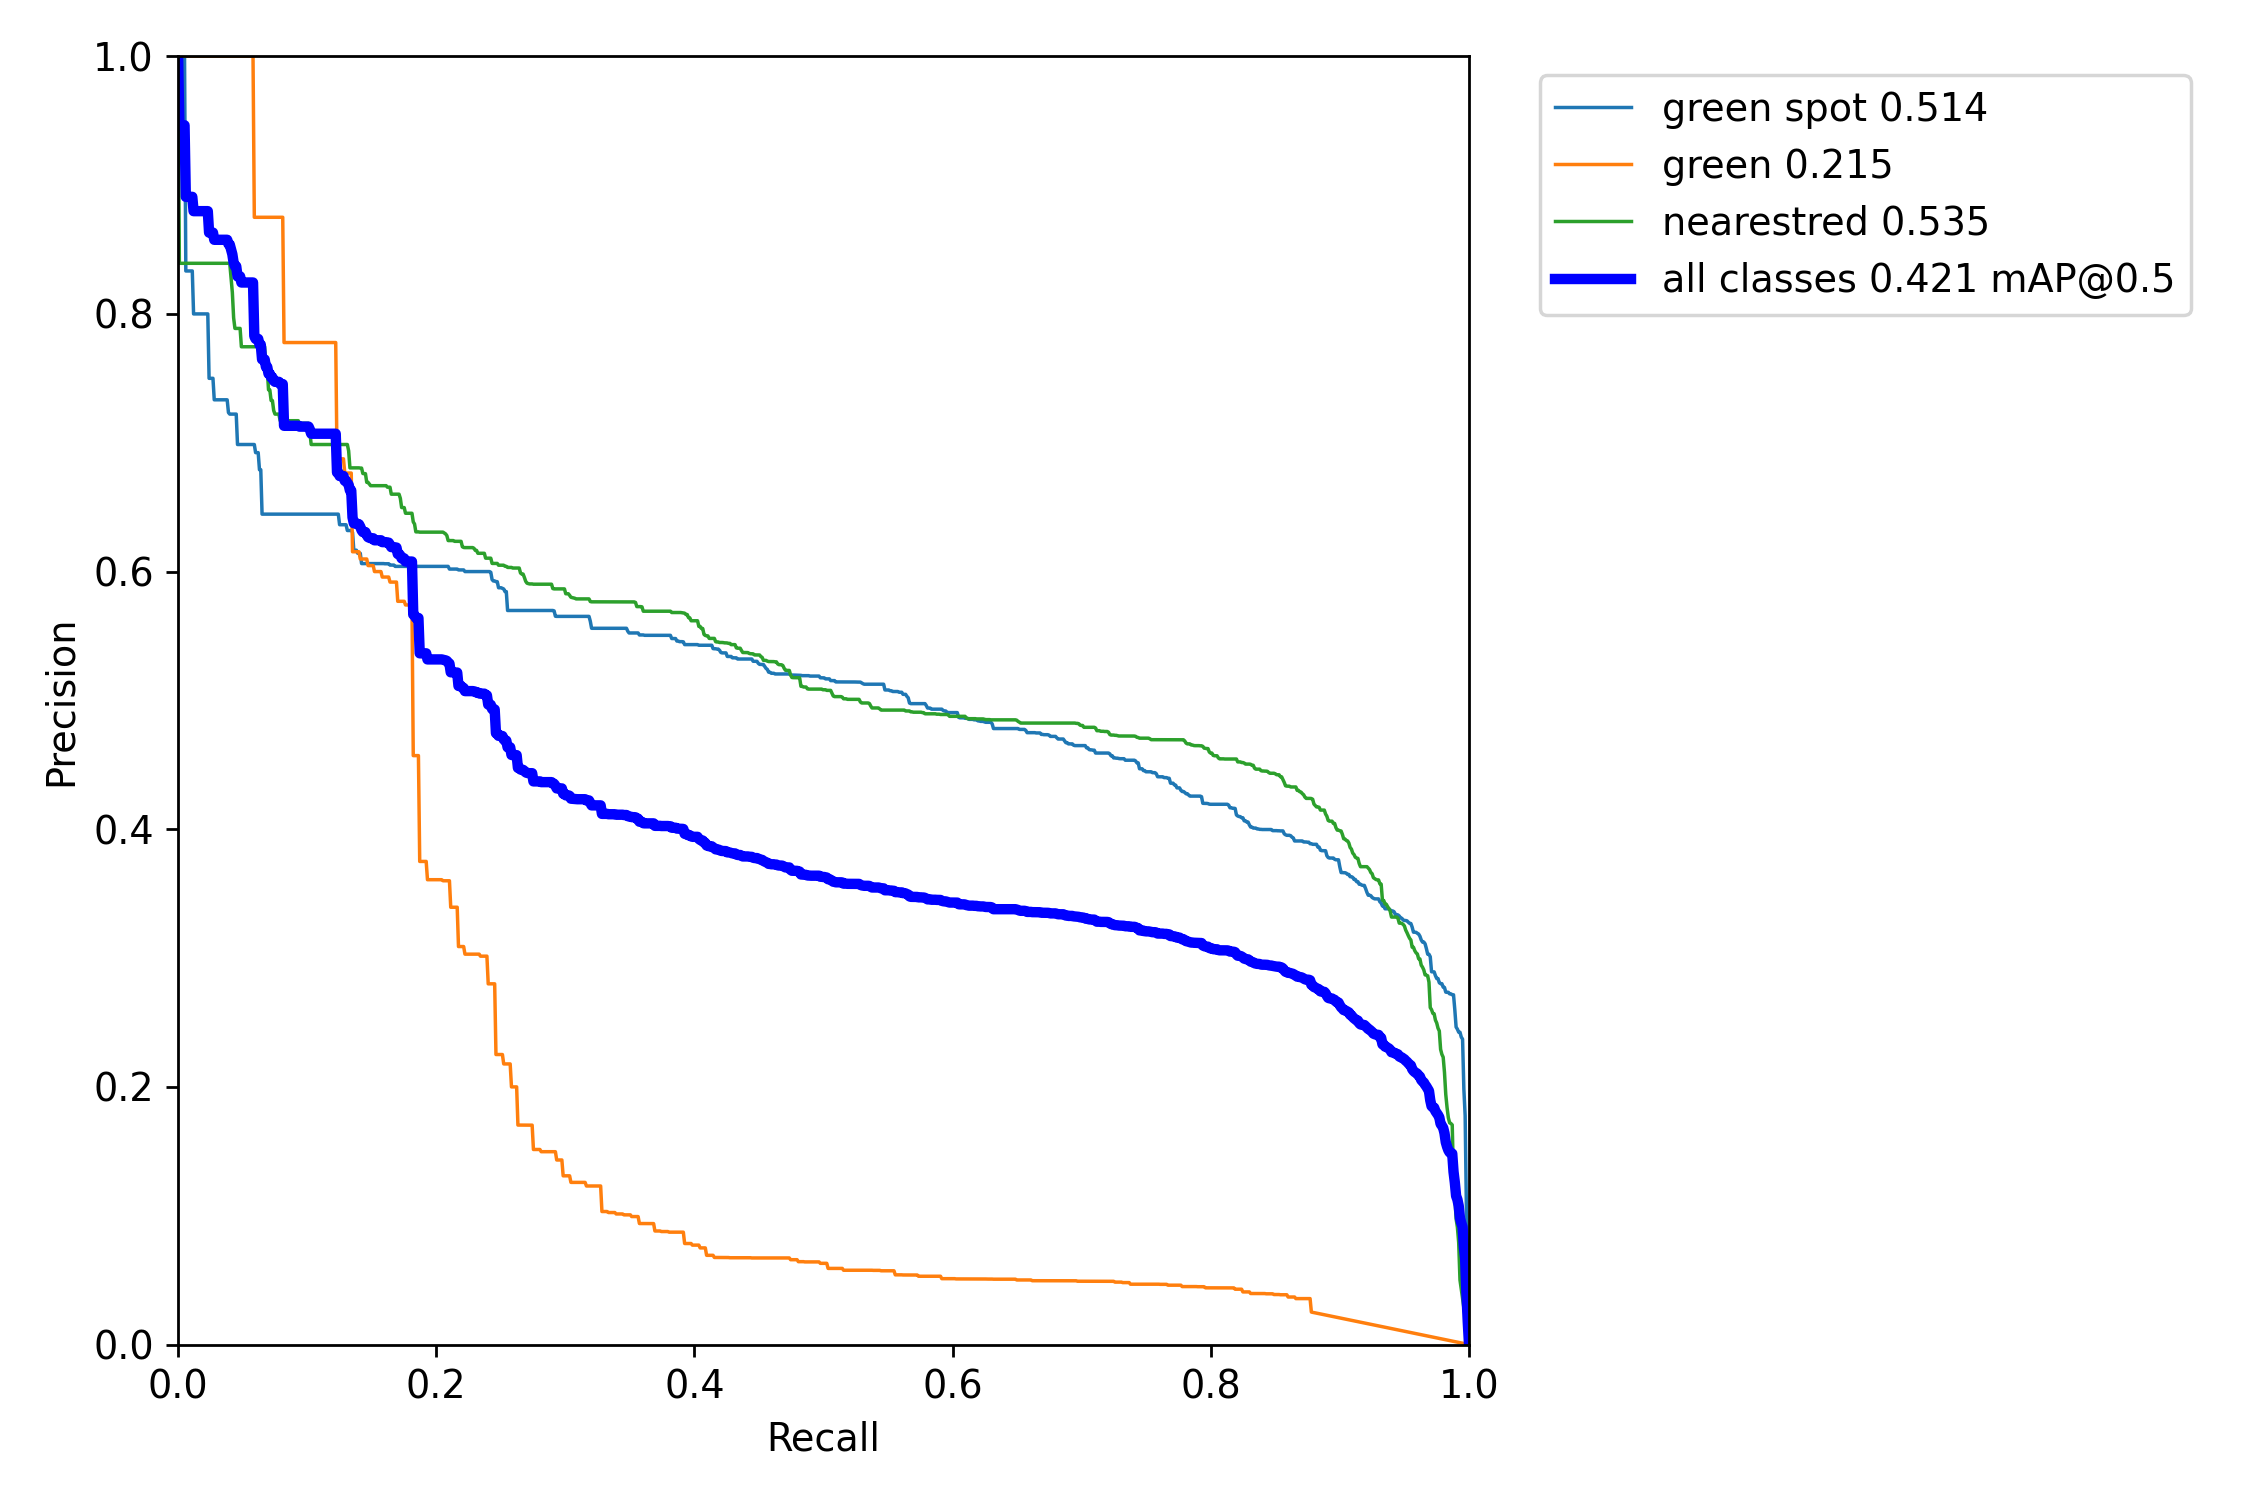 1.0
0.8
0.6
0.4
0.2
0.0
Precision
0.0 0.2 0.4 0.6 0.8 1.0
Recall
green spot 0.514
green 0.215
nearestred 0.535
all classes 0.421 mAP@0.5